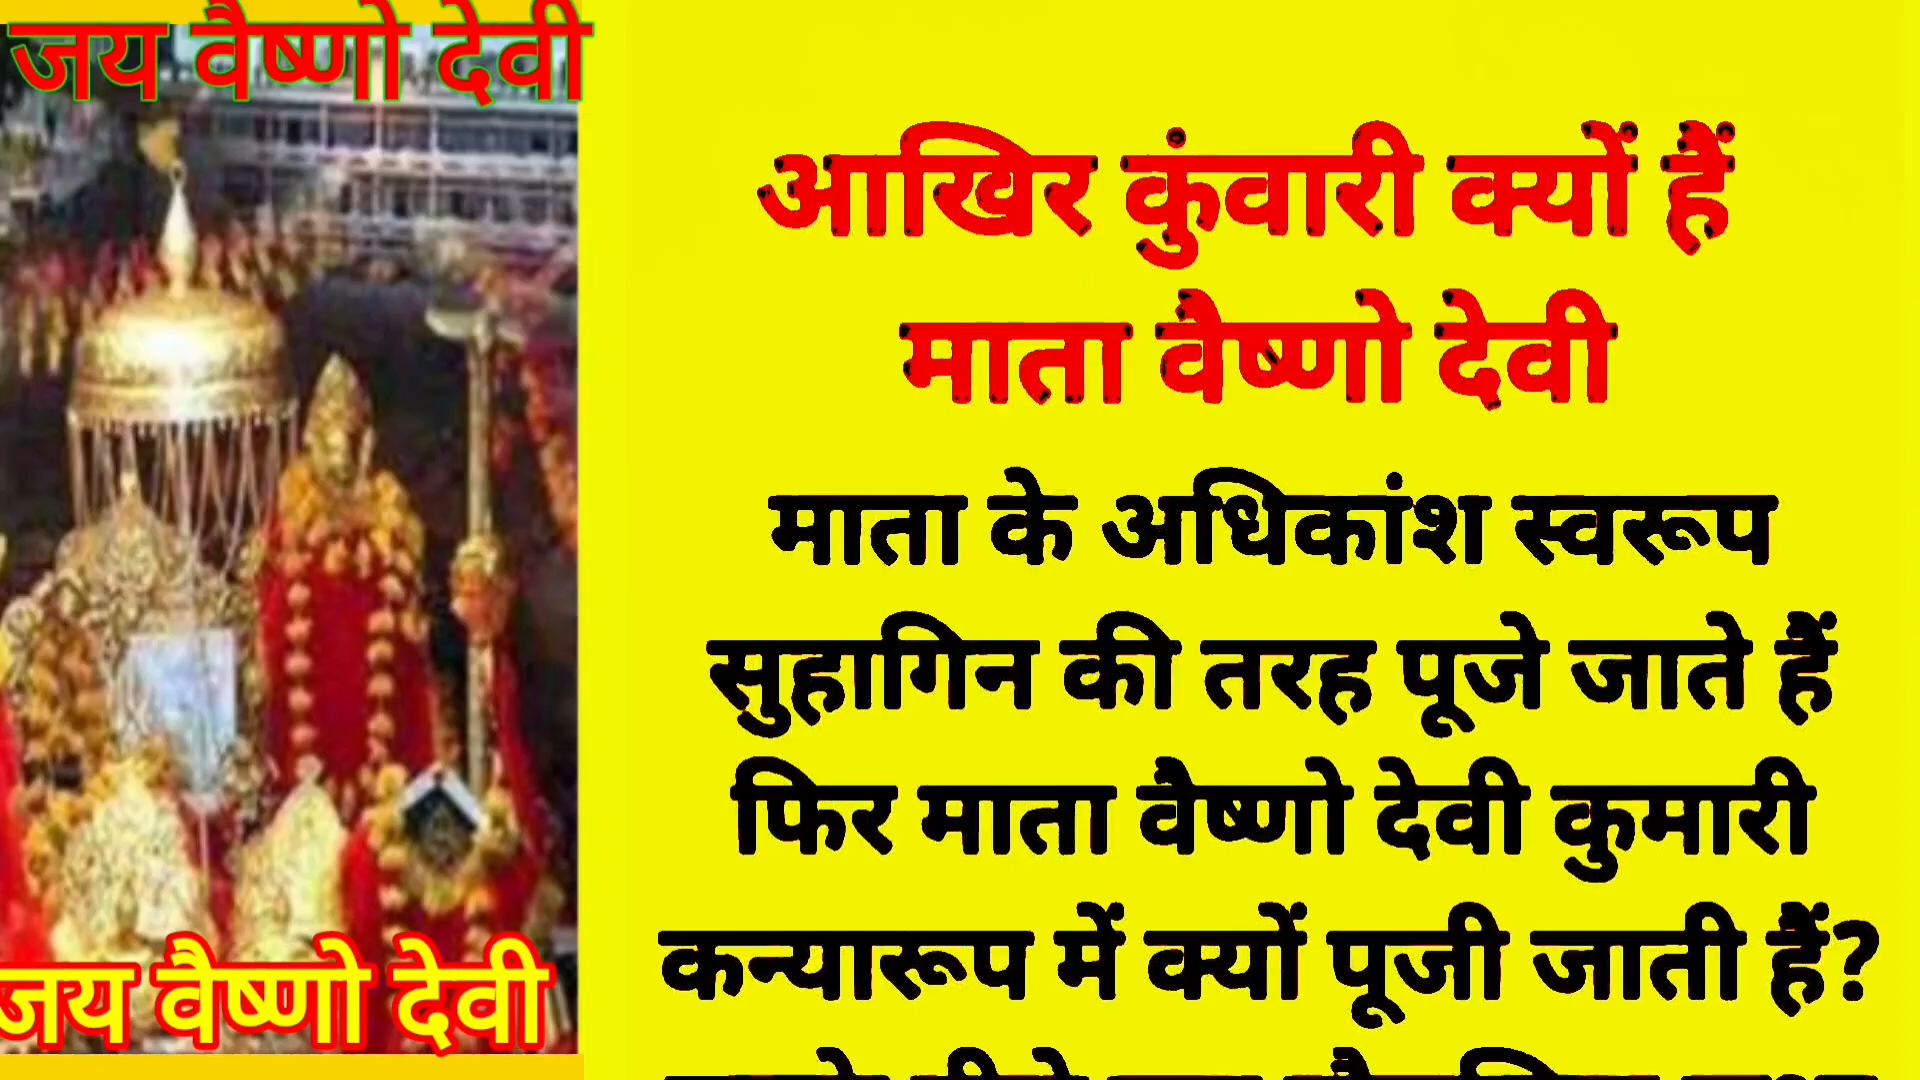 जय वैष्णो देवी
आखिर कुंवारी क्यों हैं
माता वैष्णो देवी
माता के अधिकांश स्वरूप
सुहागिन की तरह पूजे जाते हैं
फिर माता वैष्णो देवी कुमारी
कन्यारूप में क्यों पूजी जाती हैं?
जय वैष्णो देवी